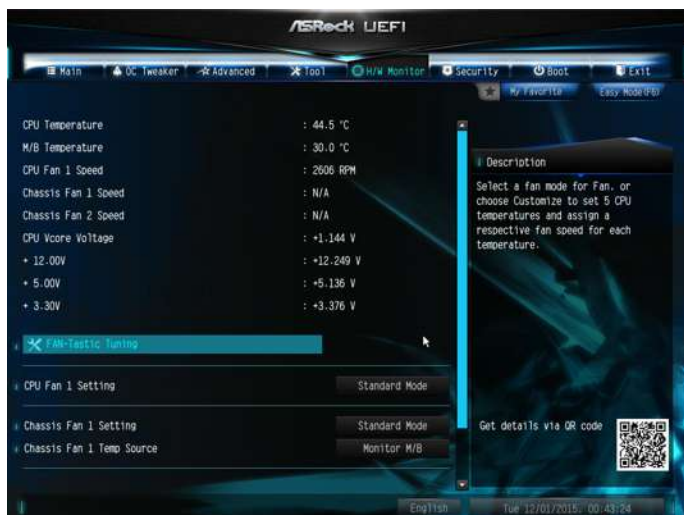 ASRock UEFI
Main OC Tweaker Advanced Tool H/W Monitor Security Boot Exit
My Favorite Easy Mode(F6)
CPU Temperature : 44.5 °C
M/B Temperature : 30.0 °C
CPU Fan 1 Speed : 2606 RPM
Chassis Fan 1 Speed : N/A
Chassis Fan 2 Speed : N/A
CPU Vcore Voltage : +1.144 V
+ 12.00V : +12.249 V
+ 5.00V : +5.136 V
+ 3.30V : +3.376 V
FAN-Tastic Tuning
CPU Fan 1 Setting Standard Mode
Chassis Fan 1 Setting Standard Mode
Chassis Fan 1 Temp Source Monitor M/B
Description
Select a fan mode for Fan, or
choose Customize to set 5 CPU
temperatures and assign a
respective fan speed for each
temperature.
Get details via QR code
English Tue 12/01/2015, 00:43:24